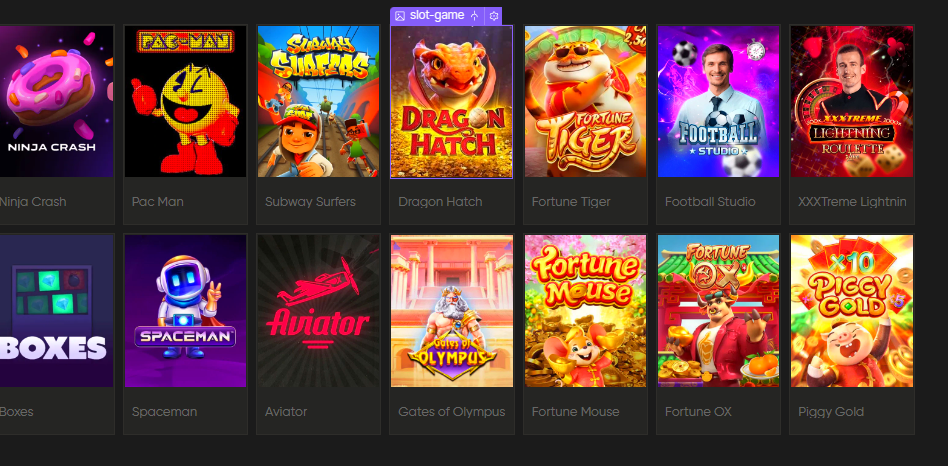 slot-game
NINJA CRASH
PAC-MAN
SUBWAY
SURFERS
DRAGON
HATCH
FORTUNE
TIGER
FOOTBALL
STUDIO
XXXTREME
LIGHTNING
ROULETTE
Ninja Crash
Pac Man
Subway Surfers
Dragon Hatch
Fortune Tiger
Football Studio
XXXTreme Lightnin
BOXES
SPACEMAN
Aviator
Gates of
OLYMPUS
Fortune
Mouse
FORTUNE
OX
x10
PIGGY
GOLD
Boxes
Spaceman
Aviator
Gates of Olympus
Fortune Mouse
Fortune OX
Piggy Gold